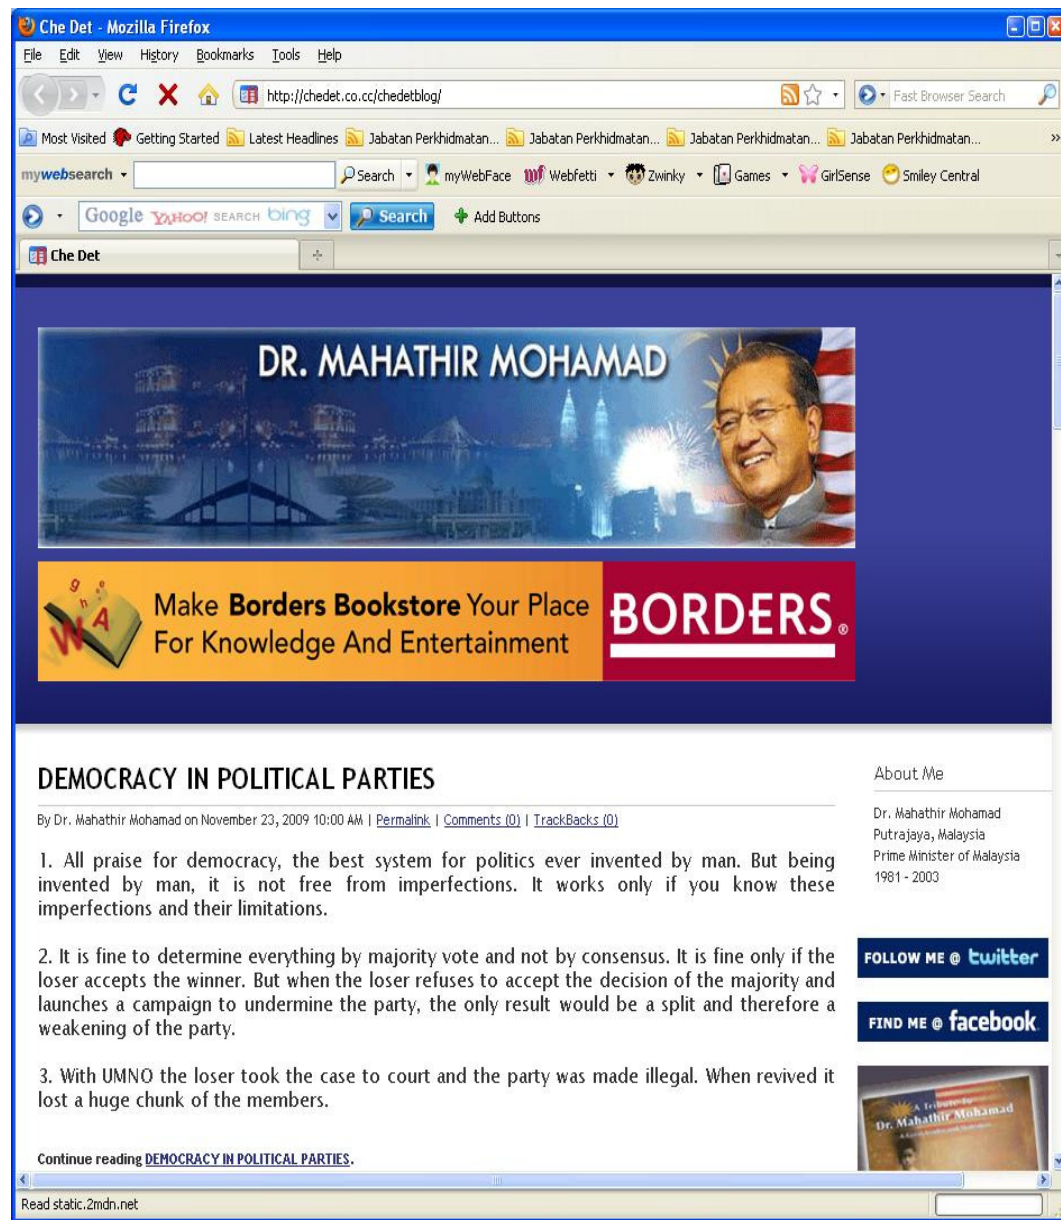 Che Det - Mozilla Firefox
File Edit View History Bookmarks Tools Help
http://chedet.co.cc/chedetblog/ Fast Browser Search
Most Visited Getting Started Latest Headlines Jabatan Perkhidmatan... Jabatan Perkhidmatan... Jabatan Perkhidmatan... Jabatan Perkhidmatan... »
mywebsearch Search myWebFace Webfetti Zwinky Games GirlSense Smiley Central
Google YAHOO! SEARCH bing Search Add Buttons
Che Det
DR. MAHATHIR MOHAMAD
Make Borders Bookstore Your Place
For Knowledge And Entertainment
BORDERS®
DEMOCRACY IN POLITICAL PARTIES
By Dr. Mahathir Mohamad on November 23, 2009 10:00 AM | Permalink | Comments (0) | TrackBacks (0)
1. All praise for democracy, the best system for politics ever invented by man. But being
invented by man, it is not free from imperfections. It works only if you know these
imperfections and their limitations.
2. It is fine to determine everything by majority vote and not by consensus. It is fine only if the
loser accepts the winner. But when the loser refuses to accept the decision of the majority and
launches a campaign to undermine the party, the only result would be a split and therefore a
weakening of the party.
3. With UMNO the loser took the case to court and the party was made illegal. When revived it
lost a huge chunk of the members.
Continue reading DEMOCRACY IN POLITICAL PARTIES.
About Me
Dr. Mahathir Mohamad
Putrajaya, Malaysia
Prime Minister of Malaysia
1981 - 2003
FOLLOW ME @ twitter
FIND ME @ facebook
A Tribute to
Dr. Mahathir Mohamad
Read static.2mdn.net